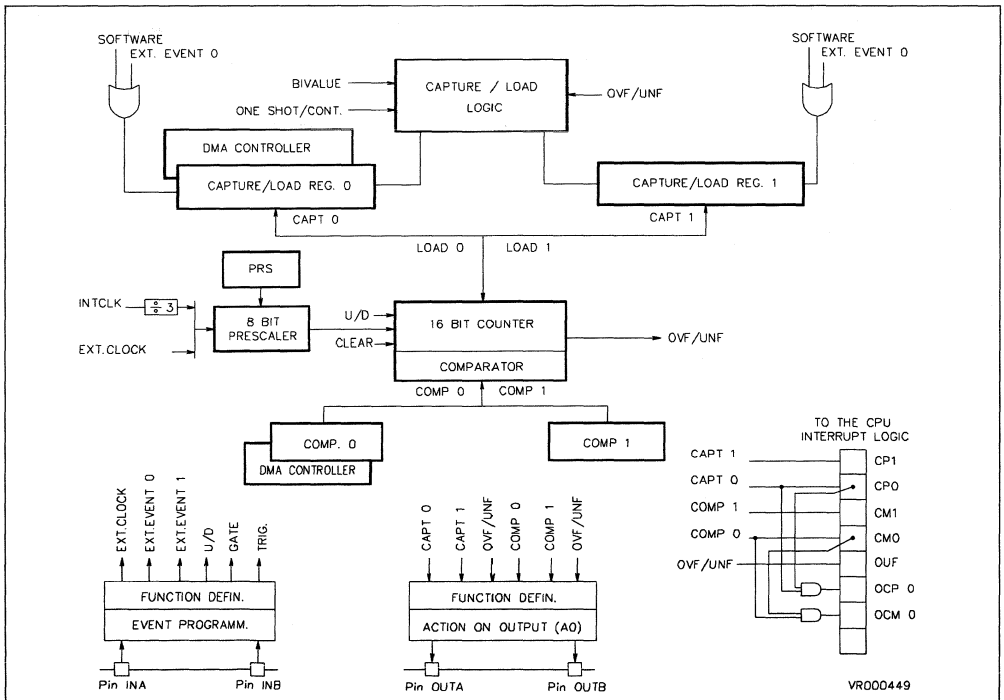 SOFTWARE
EXT. EVENT 0
SOFTWARE
EXT. EVENT 0
BIVALUE
ONE SHOT/CONT.
CAPTURE / LOAD
LOGIC
OVF/UNF
DMA CONTROLLER
CAPTURE/LOAD REG. 0
CAPTURE/LOAD REG. 1
CAPT 0
CAPT 1
LOAD 0
LOAD 1
PRS
INTCLK
÷ 3
8 BIT
PRESCALER
EXT.CLOCK
U/D
CLEAR
16 BIT COUNTER
COMPARATOR
OVF/UNF
COMP 0
COMP 1
COMP. 0
DMA CONTROLLER
COMP 1
TO THE CPU
INTERRUPT LOGIC
CAPT 1
CP1
CAPT 0
CP0
COMP 1
CM1
COMP 0
CM0
OVF/UNF
OUF
OCP 0
OCM 0
EXT.CLOCK
EXT.EVENT 0
EXT.EVENT 1
U/D
GATE
TRIG.
FUNCTION DEFIN.
EVENT PROGRAMM.
Pin INA
Pin INB
CAPT 0
CAPT 1
OVF/UNF
COMP 0
COMP 1
OVF/UNF
FUNCTION DEFIN.
ACTION ON OUTPUT (A0)
Pin OUTA
Pin OUTB
VR000449